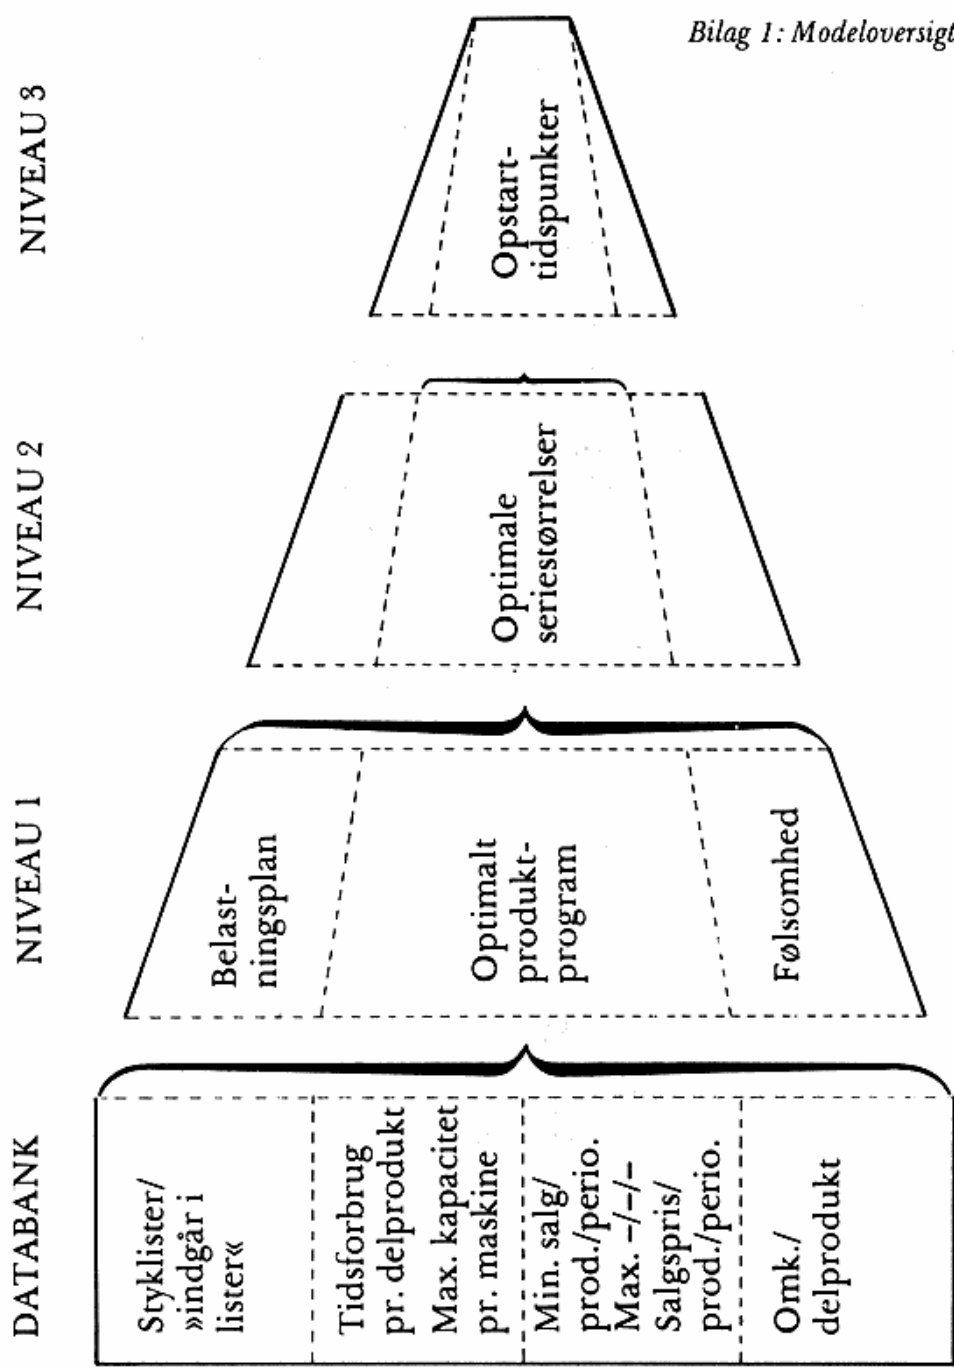 Bilag 1: Modeloversigt
NIVEAU 3
Opstart-
tidspunkter
NIVEAU 2
Optimale
seriestørrelser
NIVEAU 1
Belast-
ningsplan
Optimalt
produkt-
program
Følsomhed
DATABANK
Styklister/
»indgår i
lister«
Tidsforbrug
pr. delprodukt
Max. kapacitet
pr. maskine
Min. salg/
prod./perio.
Max. –/–/–
Salgspris/
prod./perio.
Omk./
delprodukt